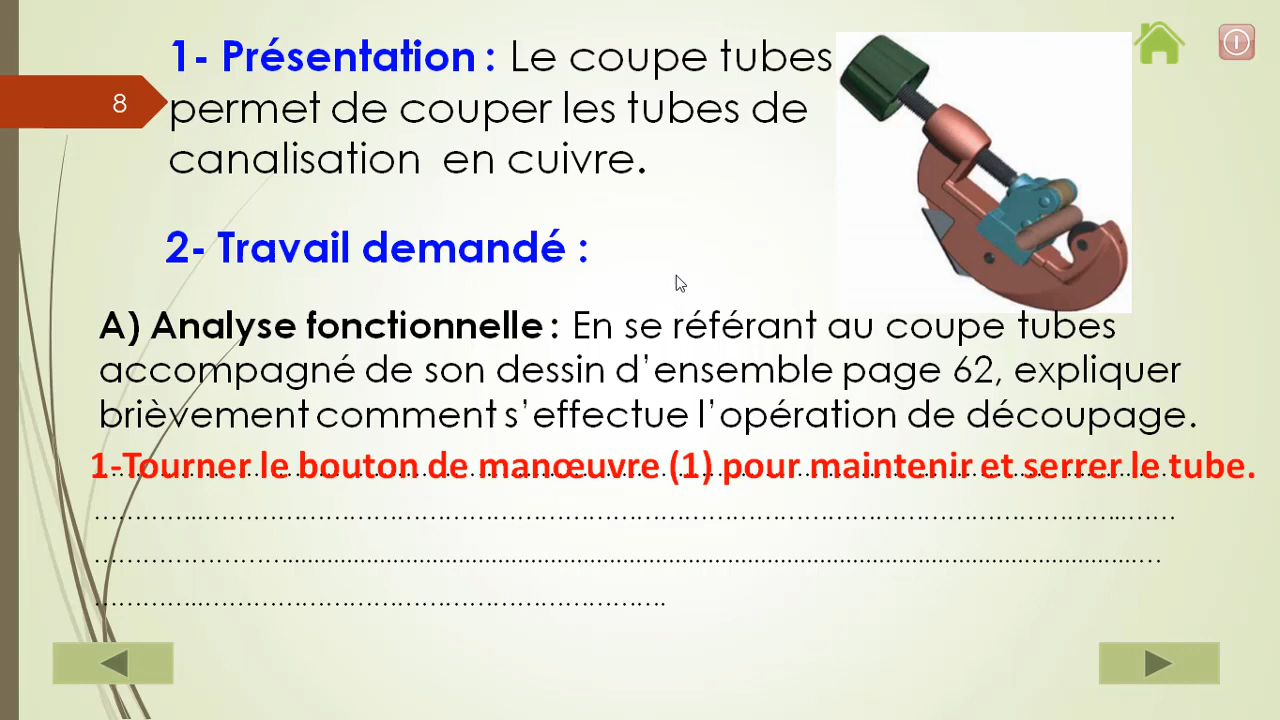 1- Présentation : Le coupe tubes
8
permet de couper les tubes de
canalisation en cuivre.
2- Travail demandé :
A) Analyse fonctionnelle : En se référant au coupe tubes
accompagné de son dessin d’ensemble page 62, expliquer
brièvement comment s’effectue l’opération de découpage.
1-Tourner le bouton de manœuvre (1) pour maintenir et serrer le tube.